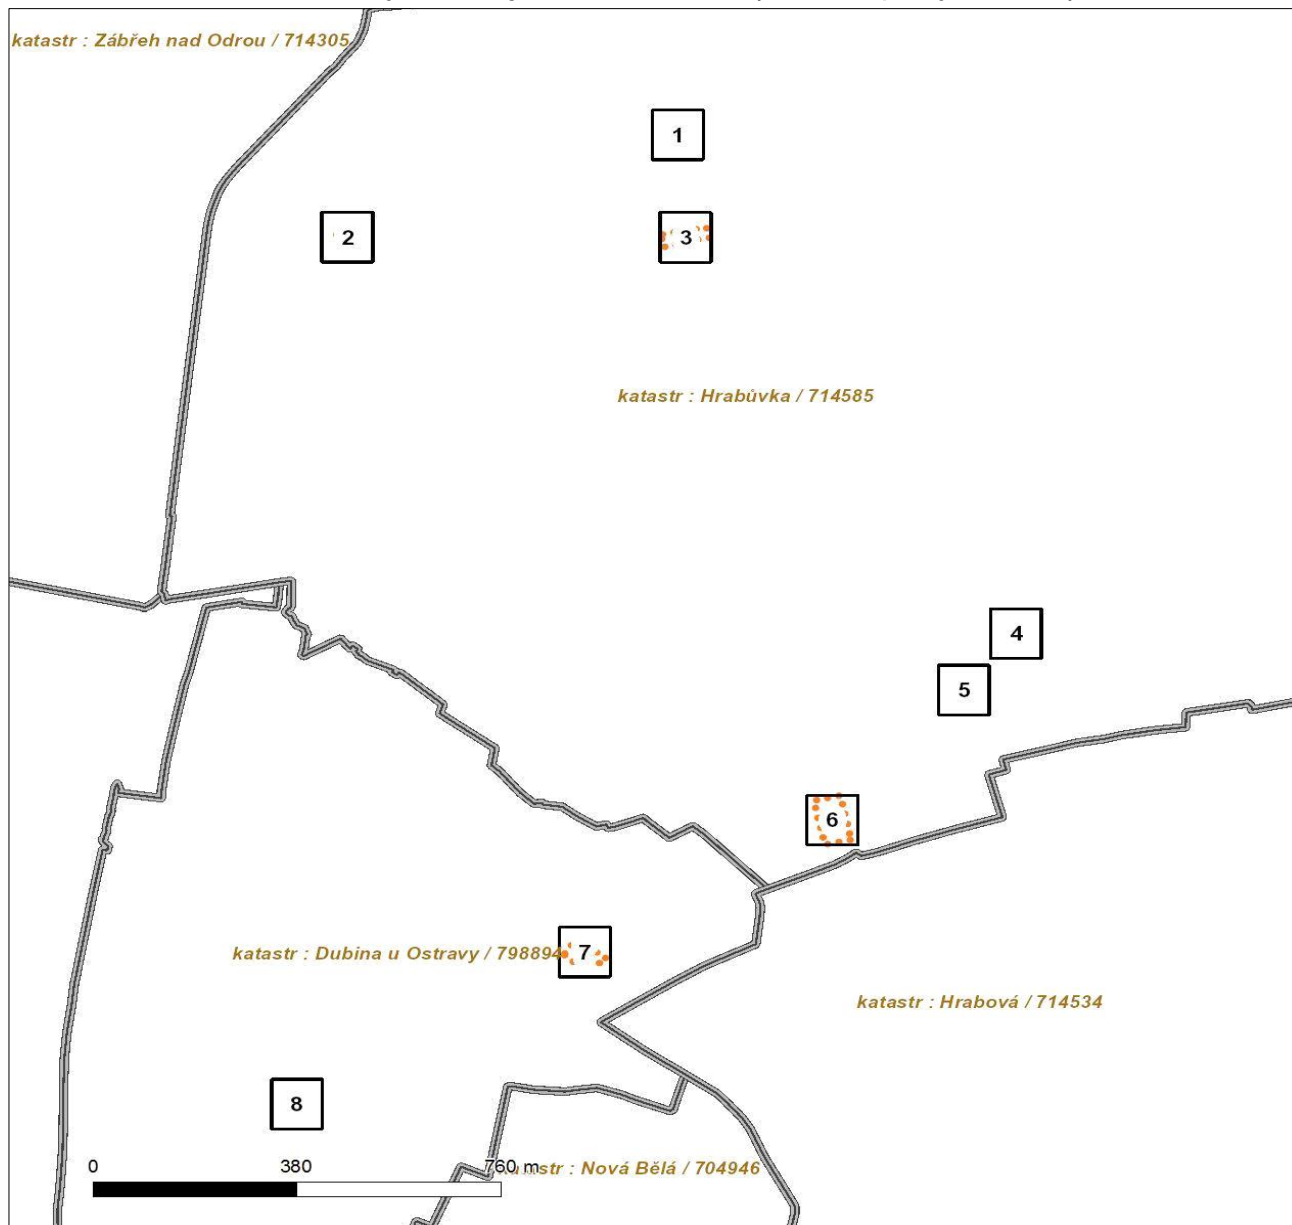 katastr : Zábřeh nad Odrou / 714305
1
2
3
katastr : Hrabůvka / 714585
4
5
6
katastr : Dubina u Ostravy / 798894
7
katastr : Hrabová / 714534
8
0 380 760 m
: Nová Bělá / 704946